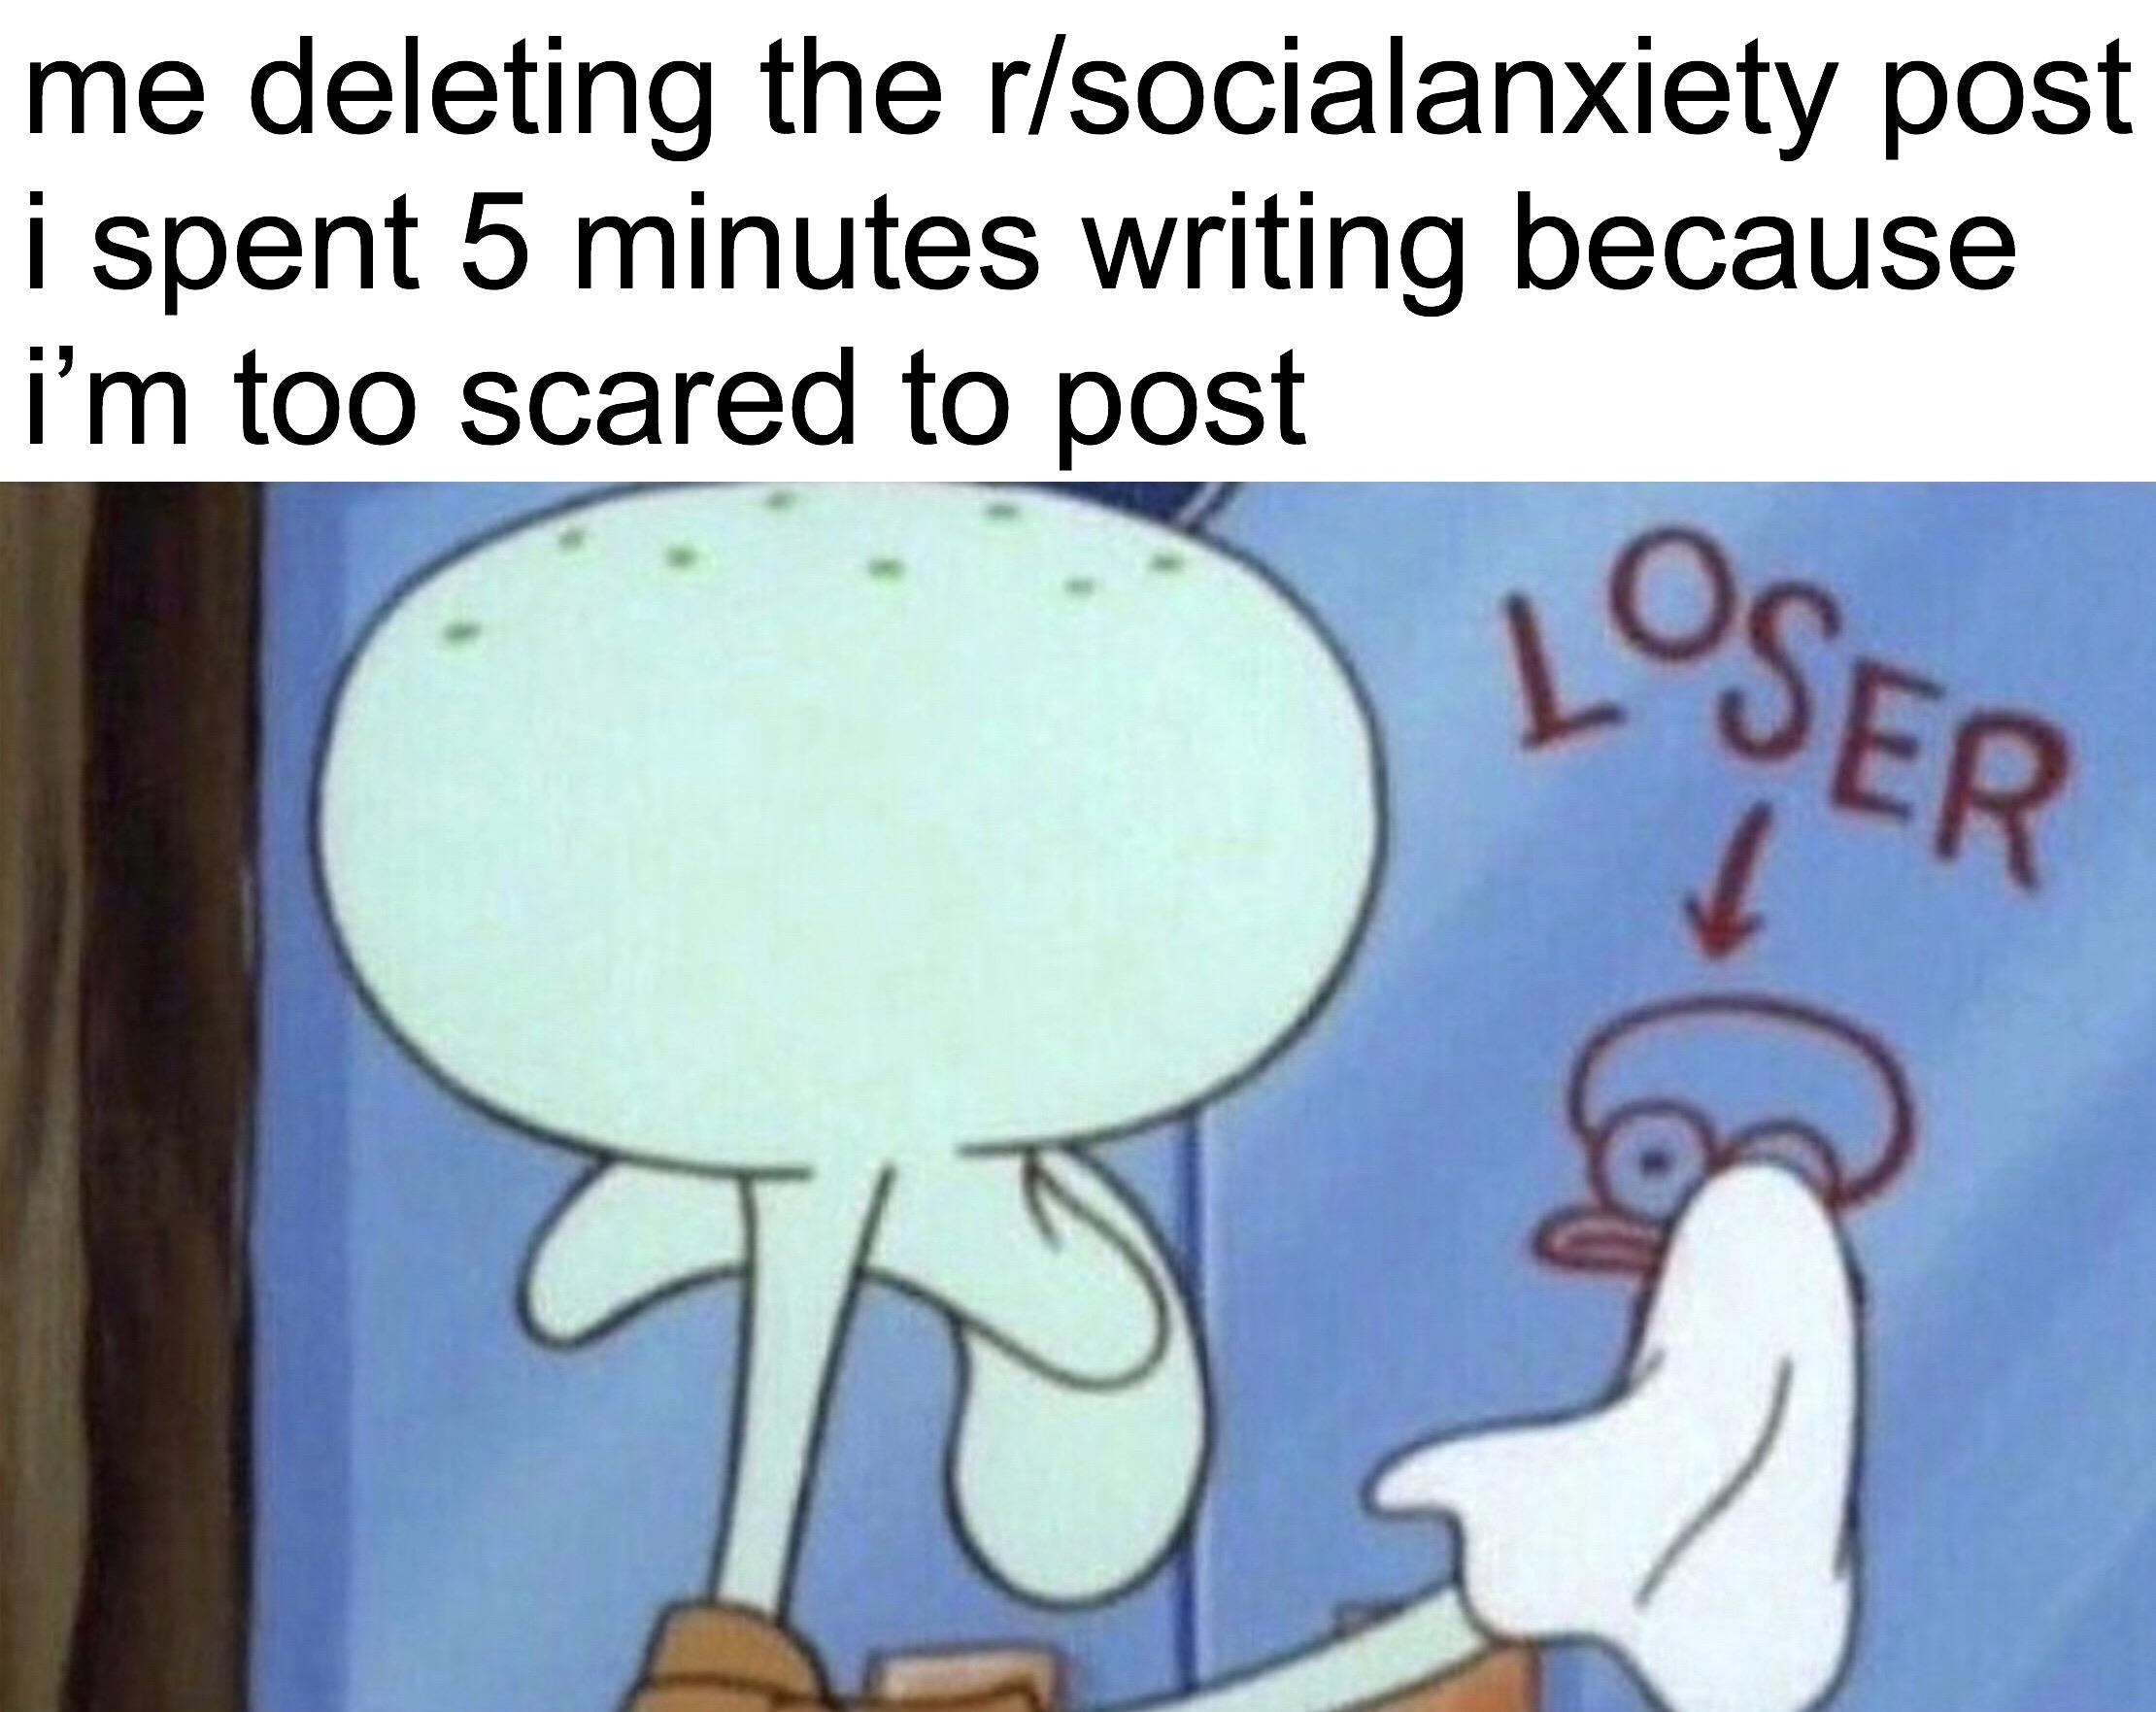 me deleting the r/socialanxiety post
i spent 5 minutes writing because
i’m too scared to post
LOSER